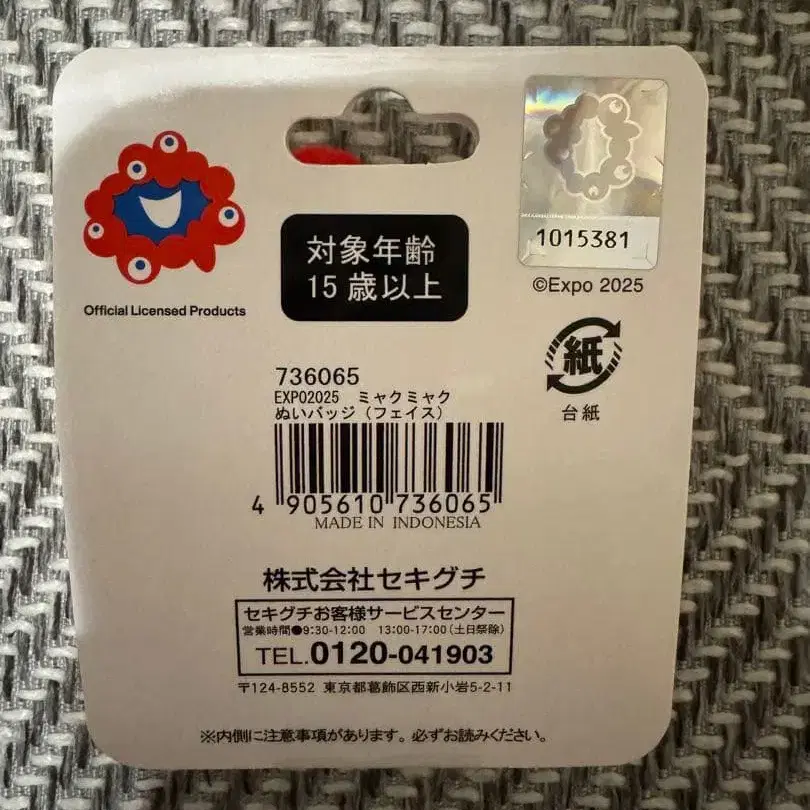 Official Licensed Products
対象年齢
15歳以上
1015381
©Expo 2025
紙
台紙
736065
EXPO2025 ミャクミャク
ぬいバッジ（フェイス）
4 905610 736065
MADE IN INDONESIA
株式会社セキグチ
セキグチお客様サービスセンター
営業時間●9:30-12:00 13:00-17:00(土日祭除)
TEL.0120-041903
〒124-8552 東京都葛飾区西新小岩5-2-11
※内側に注意事項があります。必ずお読みください。